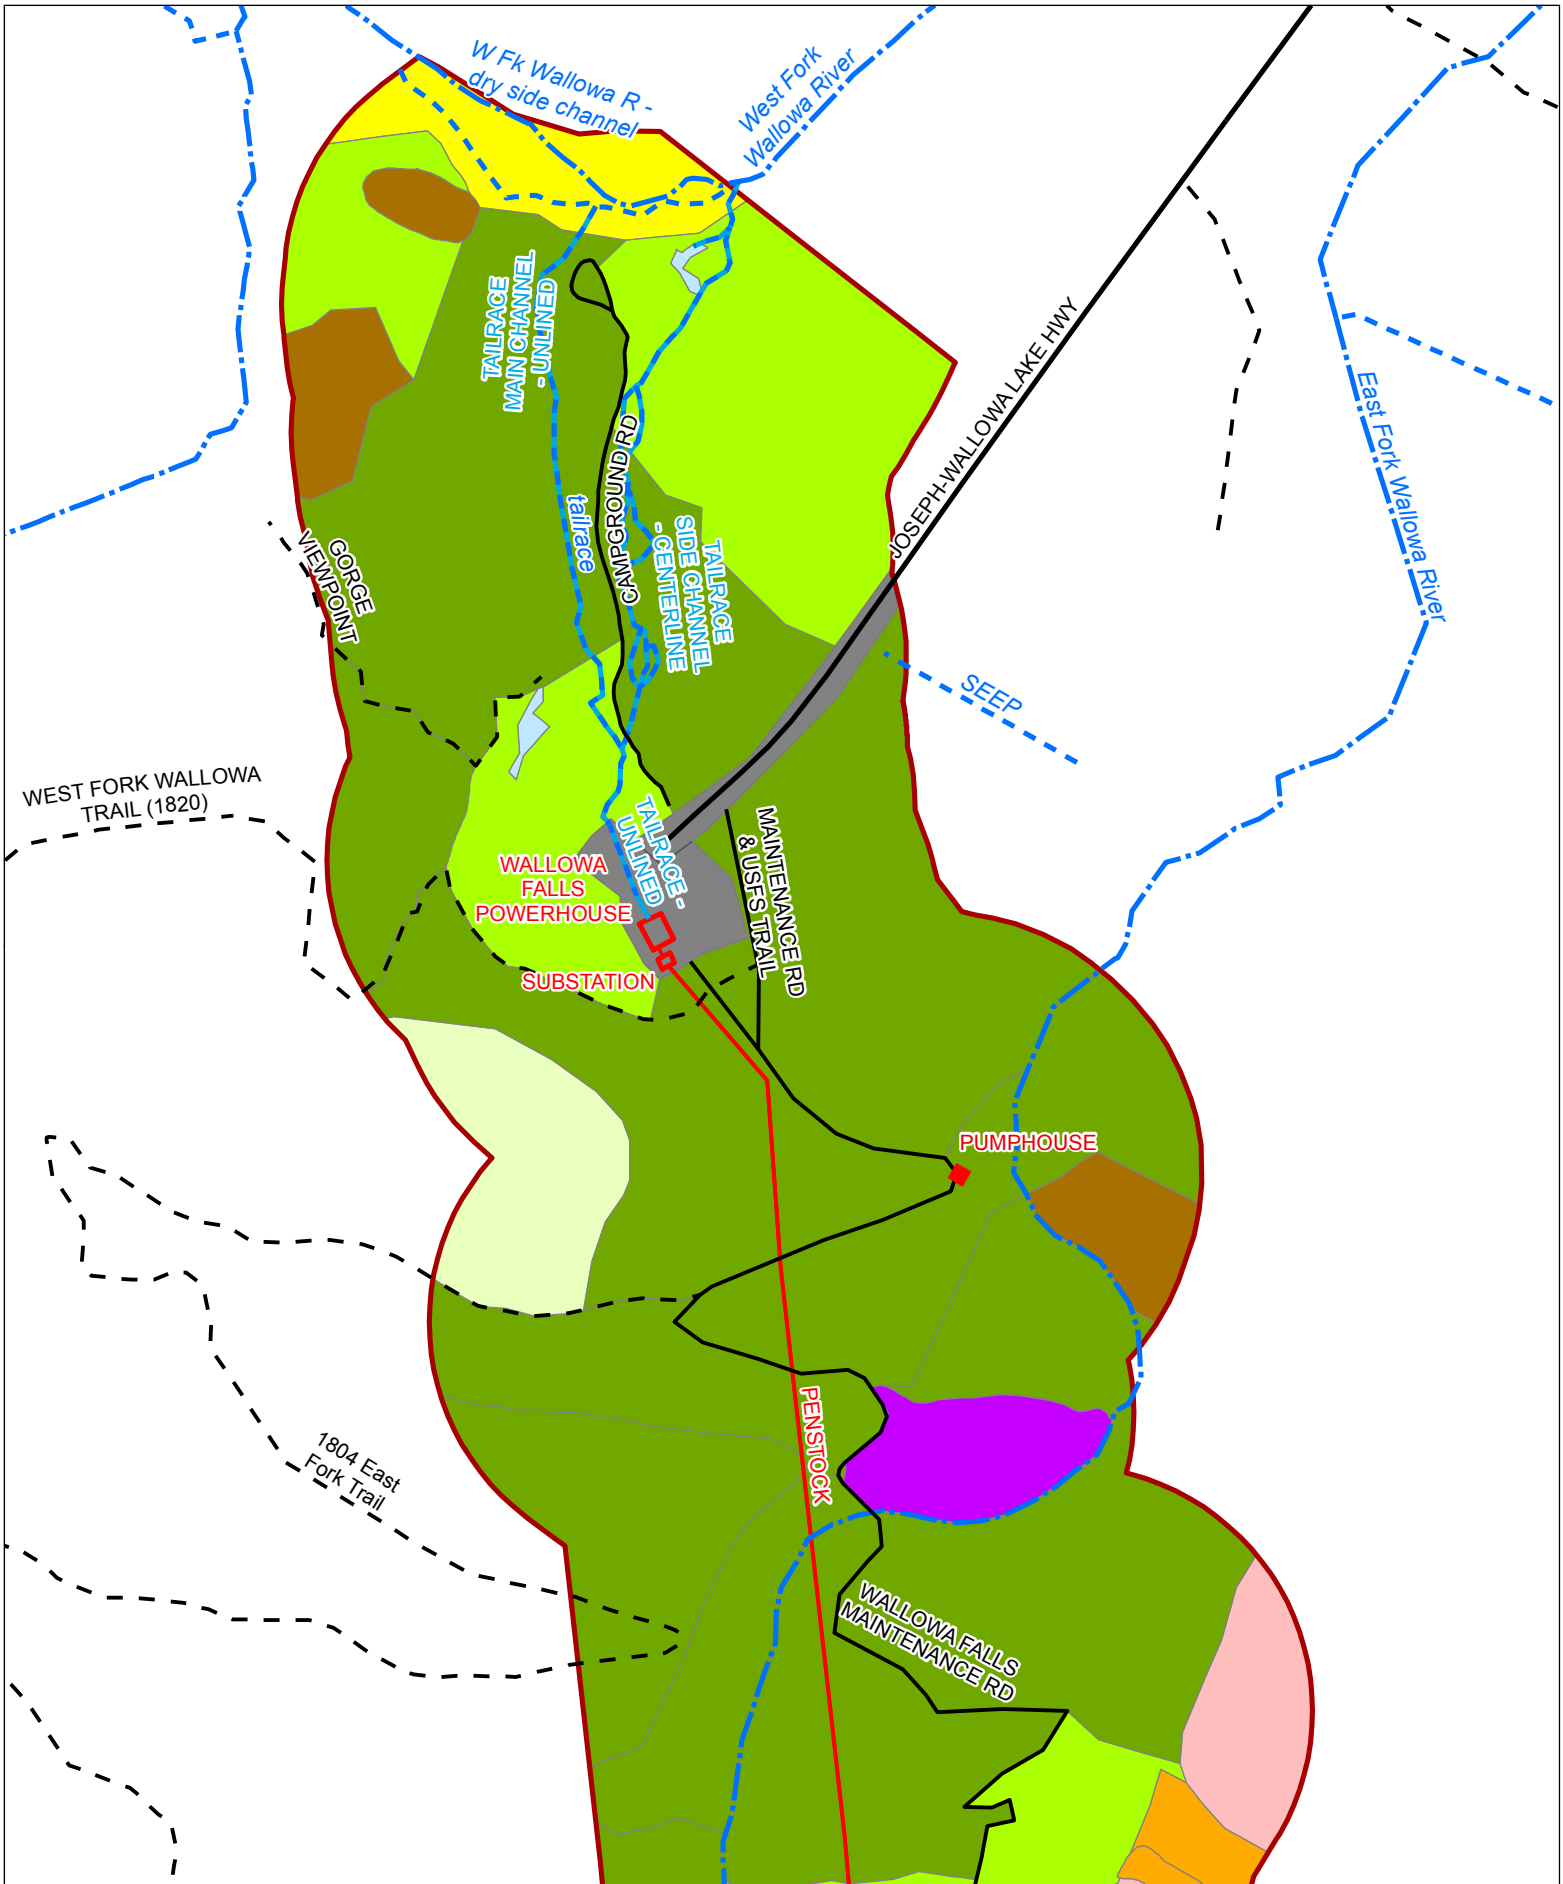 W Fk Wallowa R -
dry side channel
West Fork
Wallowa River
TAILRACE
MAIN CHANNEL
- UNLINED
JOSEPH-WALLOWA LAKE HWY
East Fork Wallowa River
CAMPGROUND RD
tailrace
TAILRACE
SIDE CHANNEL
- CENTERLINE
GORGE
VIEWPOINT
SEEP
WEST FORK WALLOWA
TRAIL (1820)
TAILRACE -
UNLINED
MAINTENANCE RD
& USFS TRAIL
WALLOWA
FALLS
POWERHOUSE
SUBSTATION
PUMPHOUSE
PENSTOCK
1804 East
Fork Trail
WALLOWA FALLS
MAINTENANCE RD